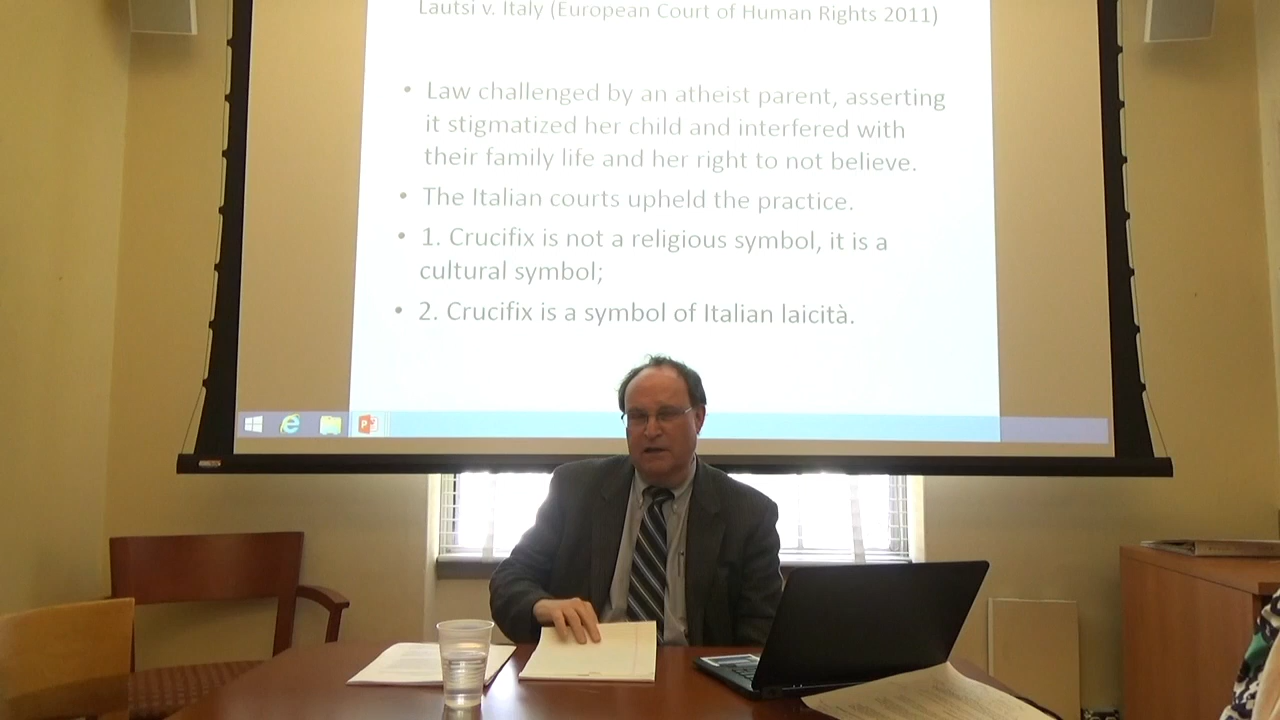 Lautsi v. Italy (European Court of Human Rights 2011)
• Law challenged by an atheist parent, asserting
it stigmatized her child and interfered with
their family life and her right to not believe.
• The Italian courts upheld the practice.
• 1. Crucifix is not a religious symbol, it is a
cultural symbol;
• 2. Crucifix is a symbol of Italian laicità.